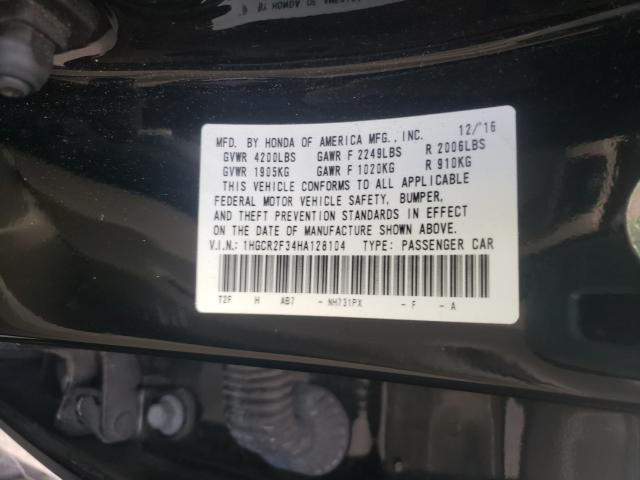 MFD. BY HONDA OF AMERICA MFG., INC. 12/'16
GVWR 4200LBS GAWR F 2249LBS R 2006LBS
GVWR 1905KG GAWR F 1020KG R 910KG
THIS VEHICLE CONFORMS TO ALL APPLICABLE
FEDERAL MOTOR VEHICLE SAFETY, BUMPER,
AND THEFT PREVENTION STANDARDS IN EFFECT
ON THE DATE OF MANUFACTURE SHOWN ABOVE.
V.I.N.: 1HGCR2F34HA128104 TYPE: PASSENGER CAR
T2F H AB7 - NH731PX - F - A